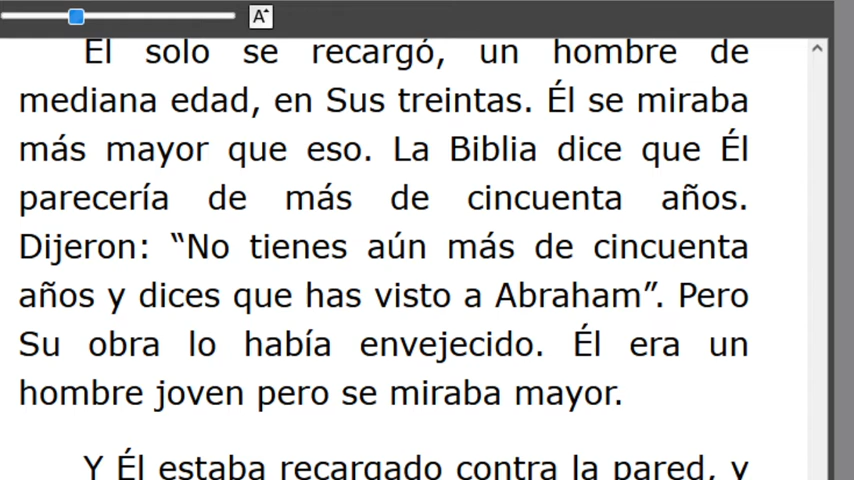 A
Él solo se recargó, un hombre de
mediana edad, en Sus treintas. Él se miraba
más mayor que eso. La Biblia dice que Él
parecería de más de cincuenta años.
Dijeron: “No tienes aún más de cincuenta
años y dices que has visto a Abraham”. Pero
Su obra lo había envejecido. Él era un
hombre joven pero se miraba mayor.
Y Él estaba recargado contra la pared, y